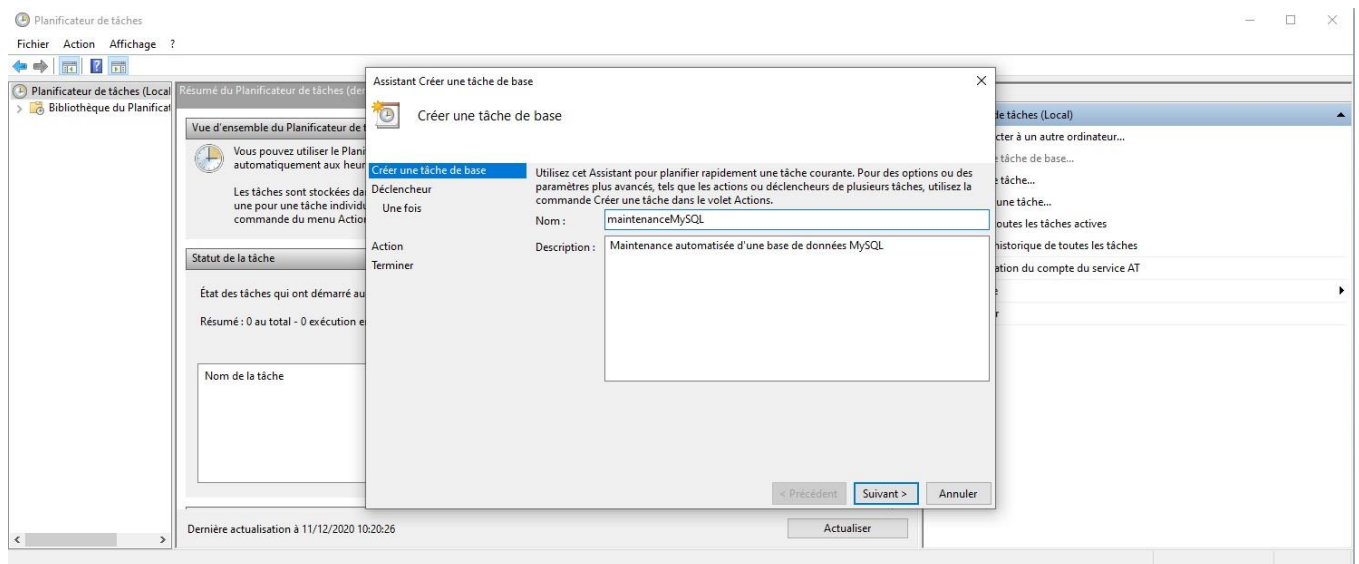 Planificateur de tâches
Fichier Action Affichage ?
Planificateur de tâches (Local
Bibliothèque du Planificat
Résumé du Planificateur de tâches (der
Vue d'ensemble du Planificateur de t
Vous pouvez utiliser le Plani
automatiquement aux heur
Les tâches sont stockées da
une pour une tâche individu
commande du menu Action
Statut de la tâche
État des tâches qui ont démarré au
Résumé : 0 au total - 0 exécution e
Nom de la tâche
Dernière actualisation à 11/12/2020 10:20:26
Actualiser
Assistant Créer une tâche de base
Créer une tâche de base
Créer une tâche de base
Déclencheur
Une fois
Action
Terminer
Utilisez cet Assistant pour planifier rapidement une tâche courante. Pour des options ou des
paramètres plus avancés, tels que les actions ou déclencheurs de plusieurs tâches, utilisez la
commande Créer une tâche dans le volet Actions.
Nom : maintenanceMySQL
Description : Maintenance automatisée d'une base de données MySQL
< Précédent Suivant > Annuler
de tâches (Local)
cter à un autre ordinateur...
e tâche de base...
e tâche...
une tâche...
outes les tâches actives
historique de toutes les tâches
ation du compte du service AT
e
r